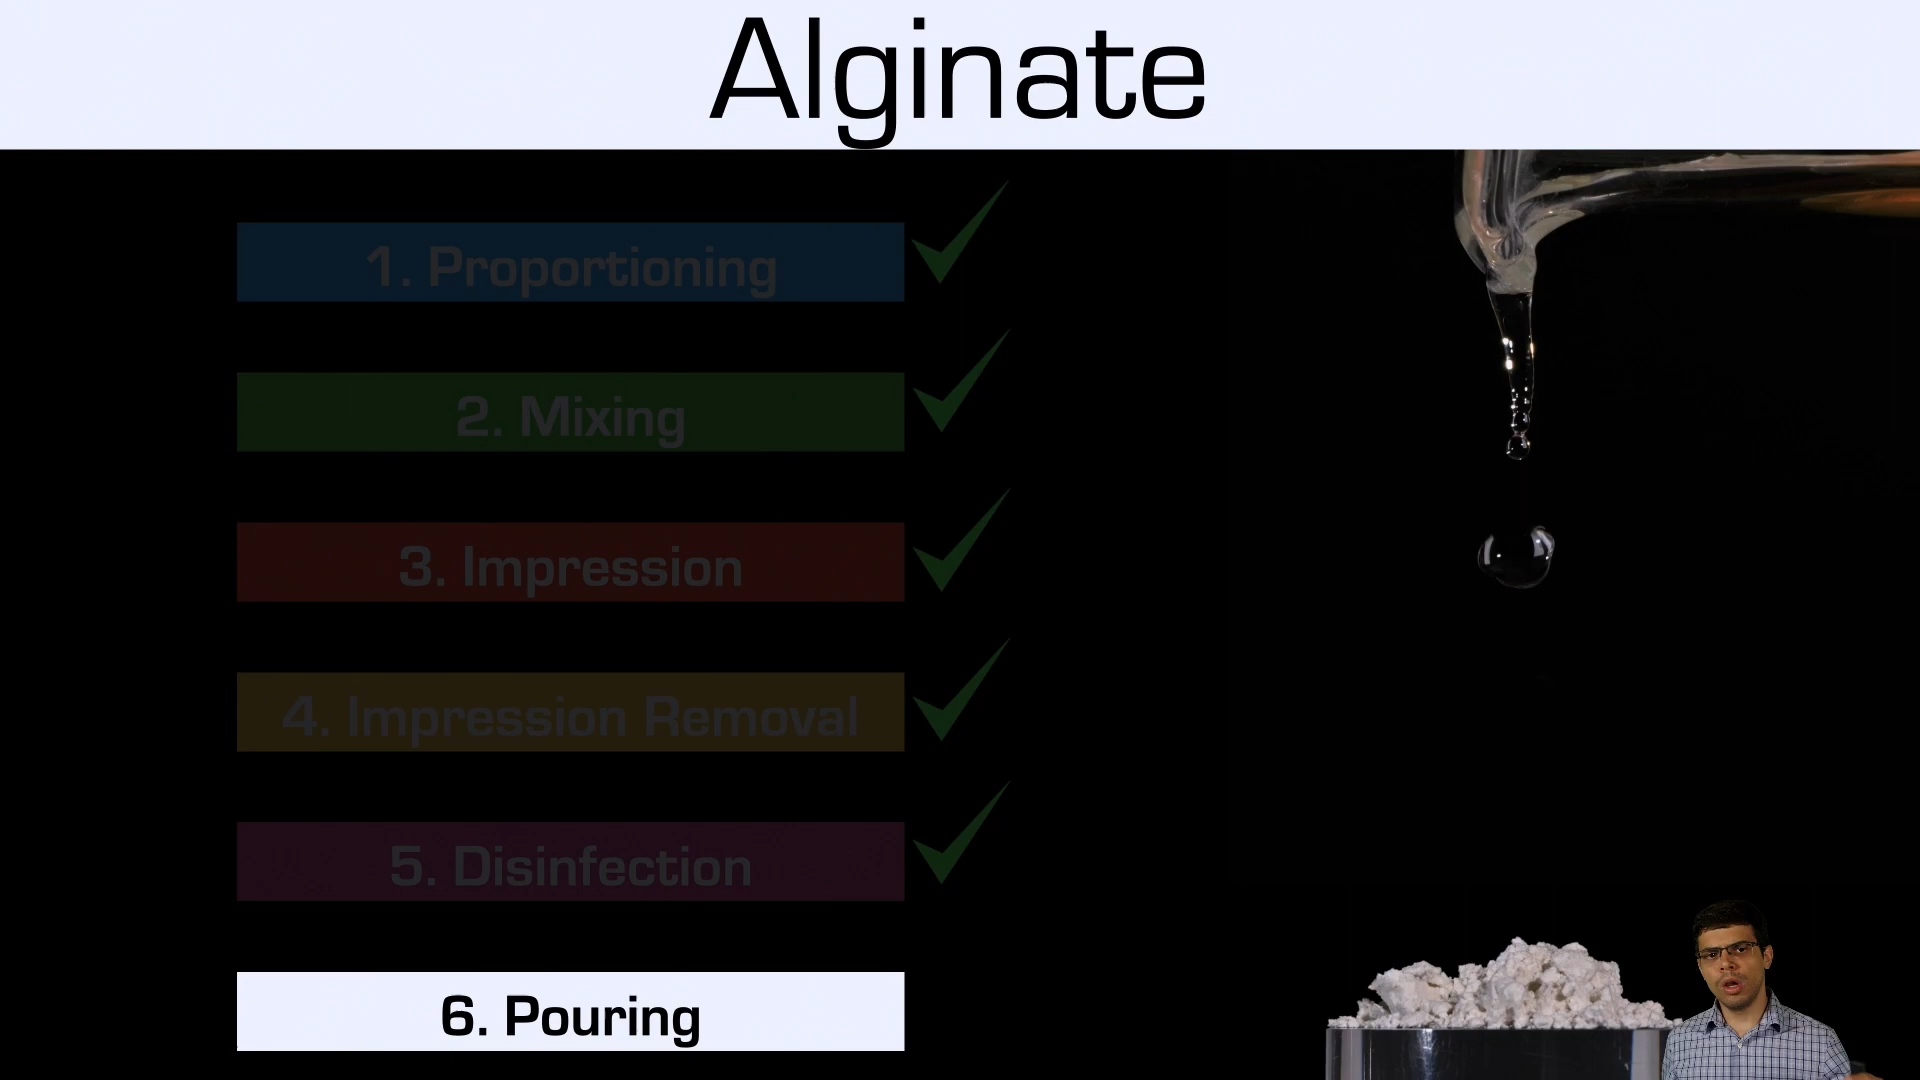 Alginate
1. Proportioning
2. Mixing
3. Impression
4. Impression Removal
5. Disinfection
6. Pouring